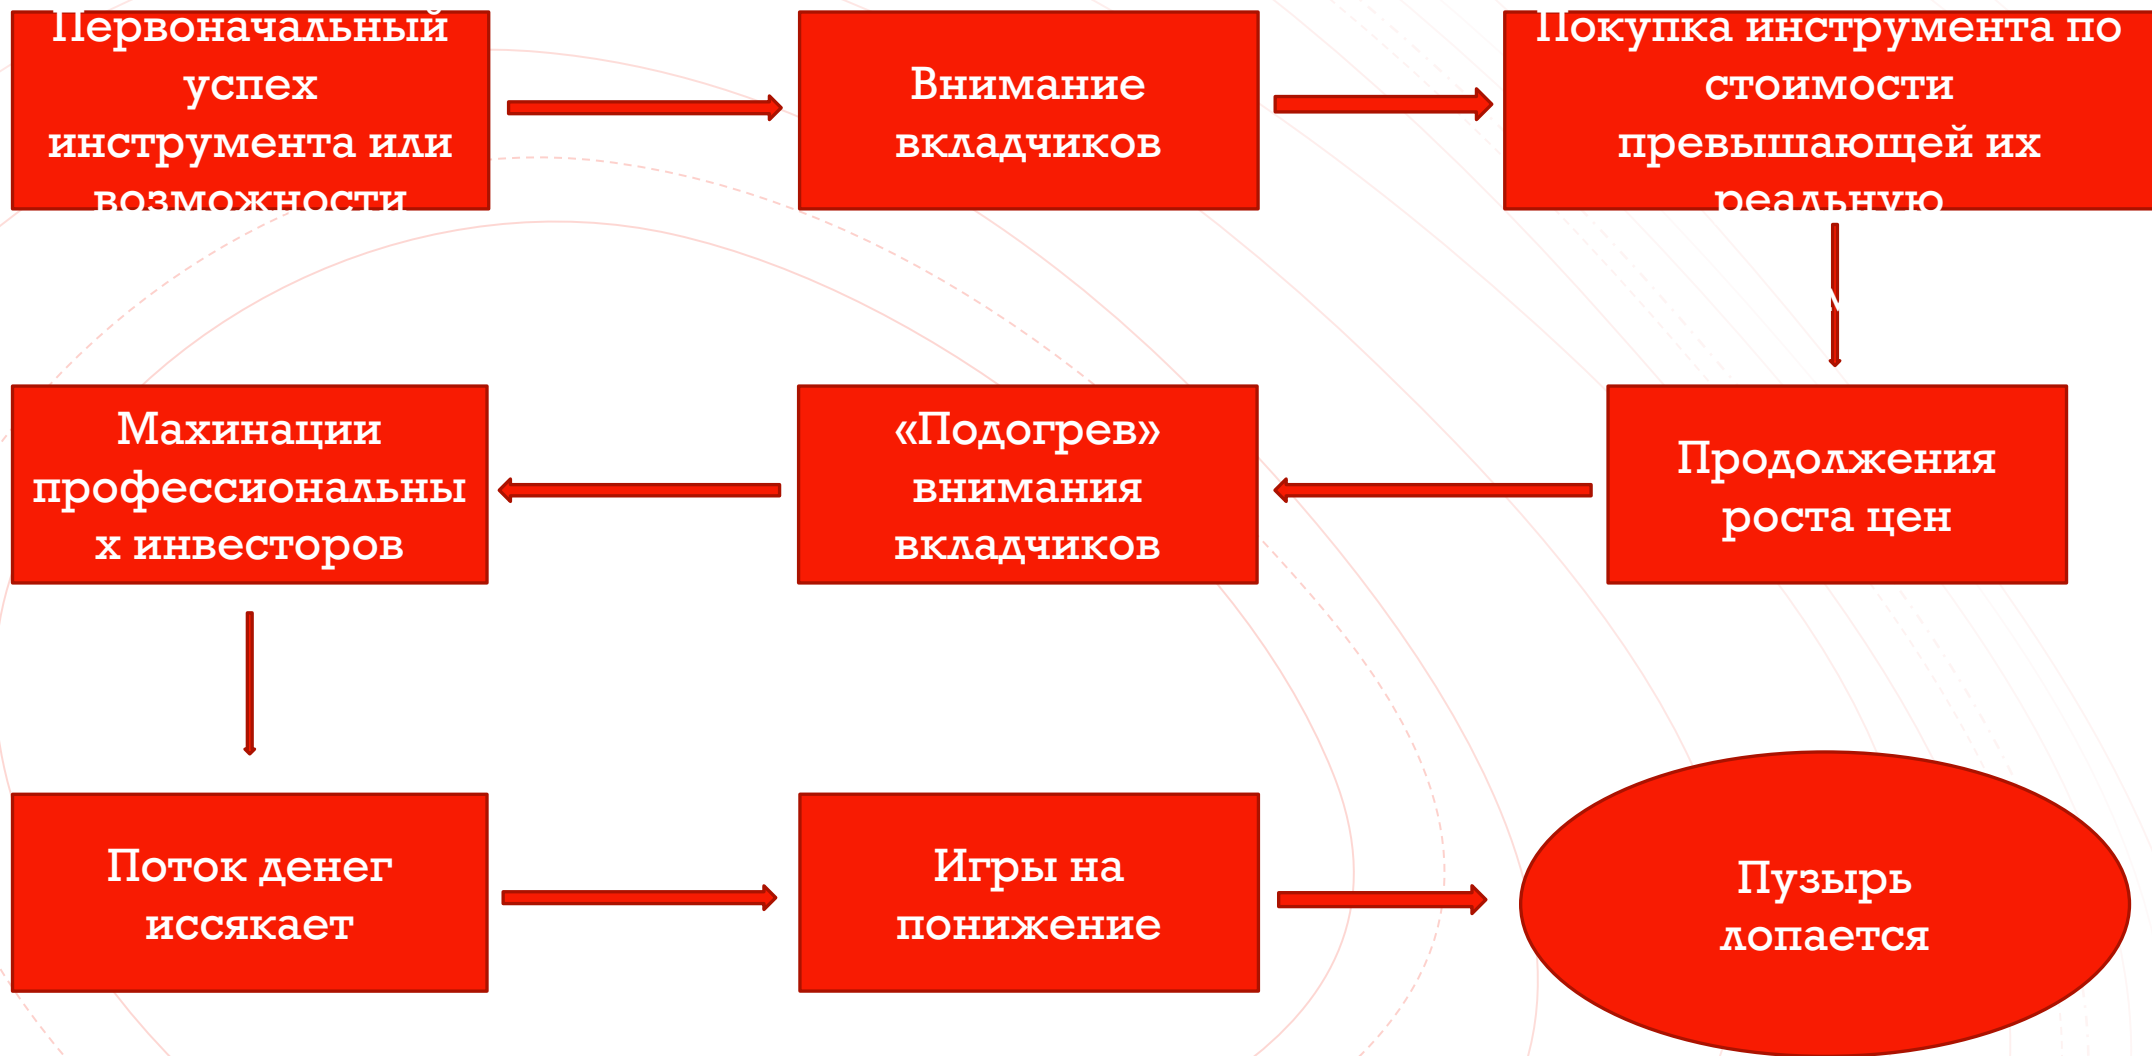 Первоначальный
успех
инструмента или
возможности
Внимание
вкладчиков
Покупка инструмента по
стоимости
превышающей их
реальную
Продолжения
роста цен
«Подогрев»
внимания
вкладчиков
Махинации
профессиональны
х инвесторов
Поток денег
иссякает
Игры на
понижение
Пузырь
лопается